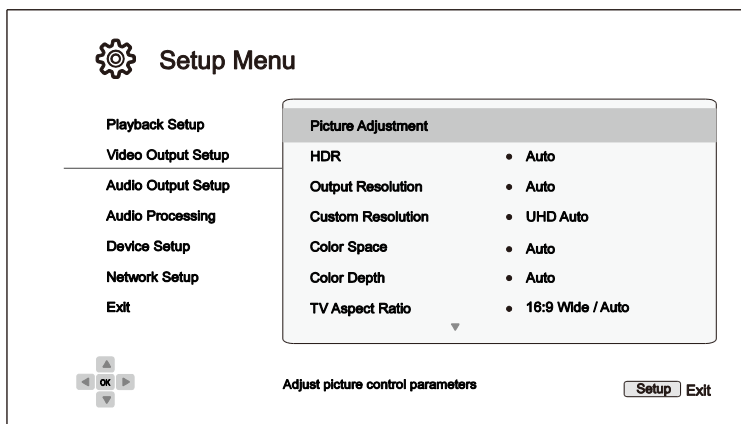 Setup Menu
Playback Setup
Video Output Setup
Audio Output Setup
Audio Processing
Device Setup
Network Setup
Exit
Picture Adjustment
HDR • Auto
Output Resolution • Auto
Custom Resolution • UHD Auto
Color Space • Auto
Color Depth • Auto
TV Aspect Ratio • 16:9 Wide / Auto
OK
Adjust picture control parameters
Setup Exit